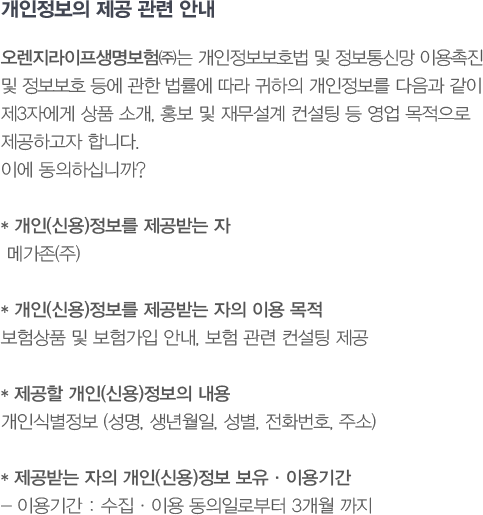 개인정보의 제공 관련 안내
오렌지라이프생명보험㈜는 개인정보보호법 및 정보통신망 이용촉진
및 정보보호 등에 관한 법률에 따라 귀하의 개인정보를 다음과 같이
제3자에게 상품 소개, 홍보 및 재무설계 컨설팅 등 영업 목적으로
제공하고자 합니다.
이에 동의하십니까?
* 개인(신용)정보를 제공받는 자
메가존(주)
* 개인(신용)정보를 제공받는 자의 이용 목적
보험상품 및 보험가입 안내, 보험 관련 컨설팅 제공
* 제공할 개인(신용)정보의 내용
개인식별정보 (성명, 생년월일, 성별, 전화번호, 주소)
* 제공받는 자의 개인(신용)정보 보유 · 이용기간
– 이용기간 : 수집 · 이용 동의일로부터 3개월 까지